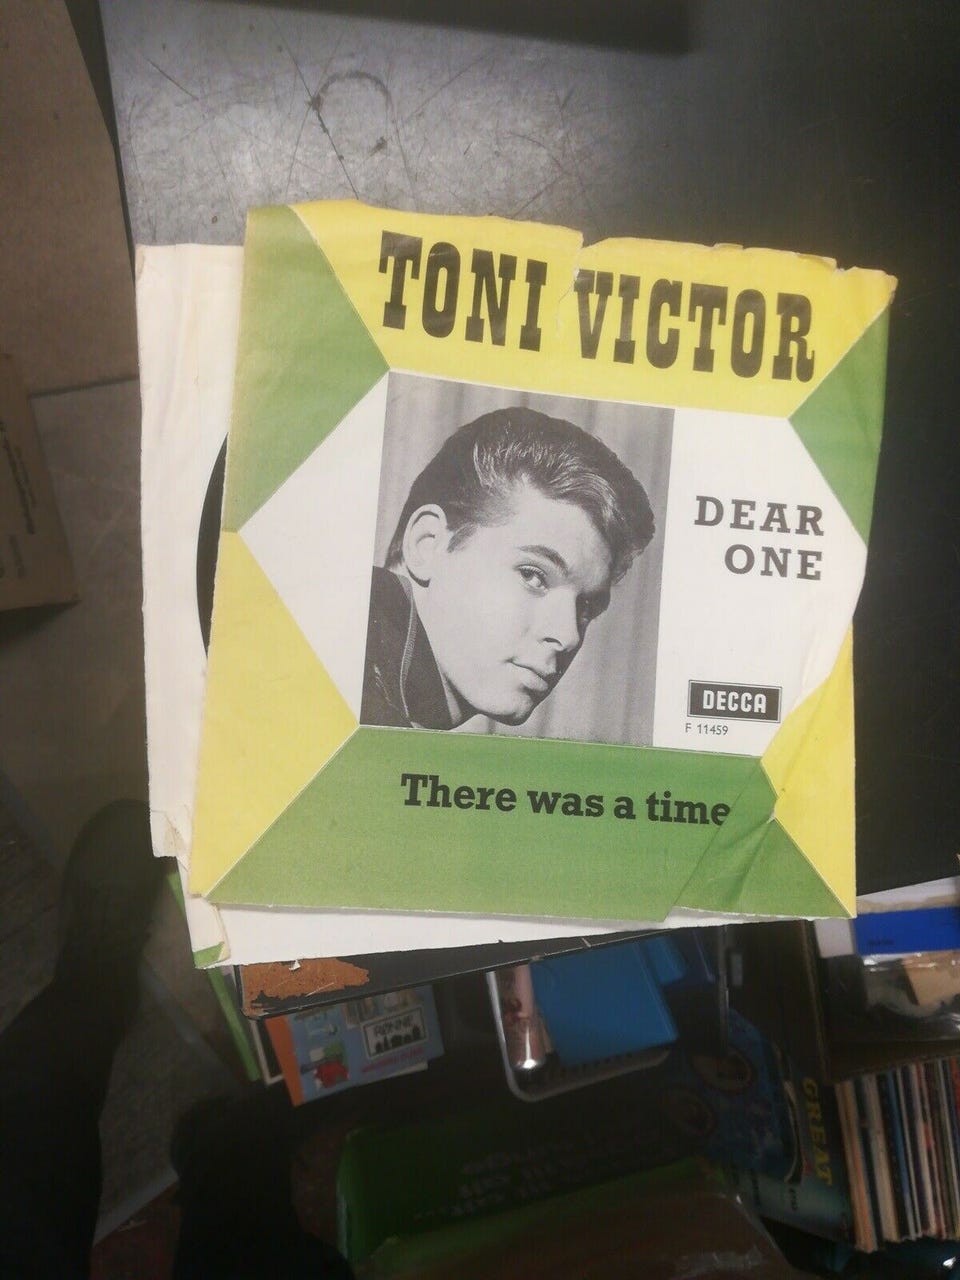 TONI VICTOR
DEAR
ONE
DECCA
F 11459
There was a time
GREAT